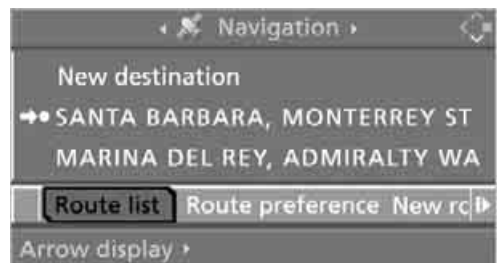 Navigation
New destination
SANTA BARBARA, MONTERREY ST
MARINA DEL REY, ADMIRALTY WA
Route list Route preference New rc
Arrow display